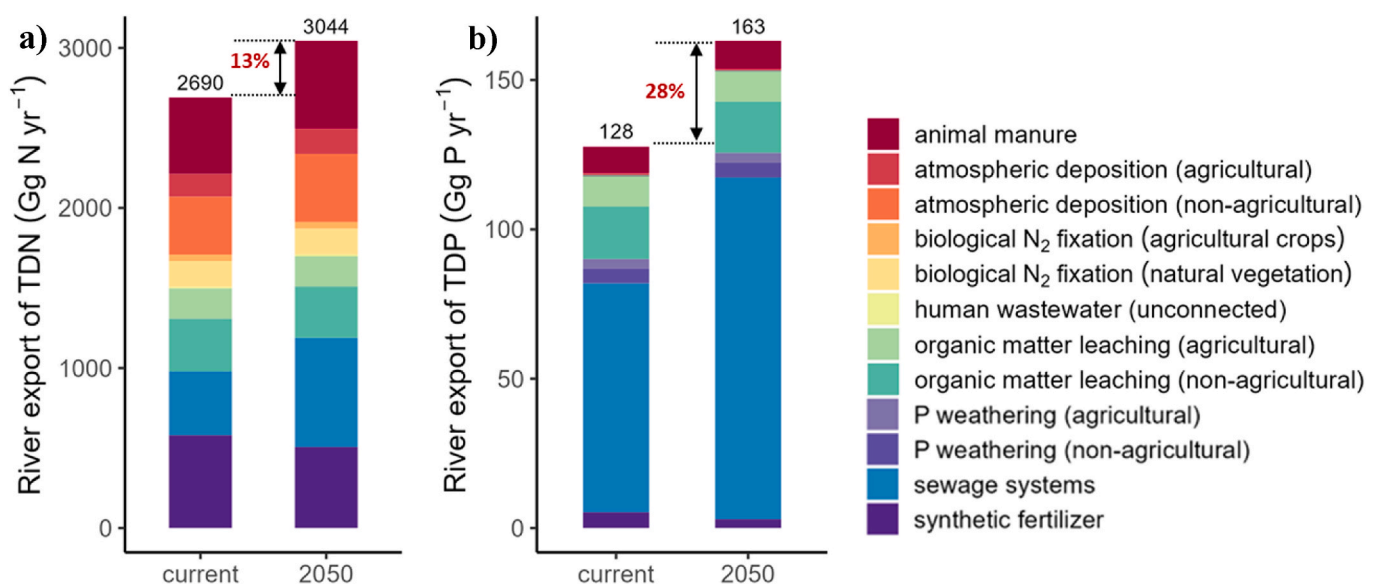 a)
River export of TDN (Gg N yr⁻¹)
3000
2000
1000
0
2690
13%
3044
current
2050
b)
River export of TDP (Gg P yr⁻¹)
150
100
50
0
128
28%
163
current
2050
animal manure
atmospheric deposition (agricultural)
atmospheric deposition (non-agricultural)
biological N₂ fixation (agricultural crops)
biological N₂ fixation (natural vegetation)
human wastewater (unconnected)
organic matter leaching (agricultural)
organic matter leaching (non-agricultural)
P weathering (agricultural)
P weathering (non-agricultural)
sewage systems
synthetic fertilizer